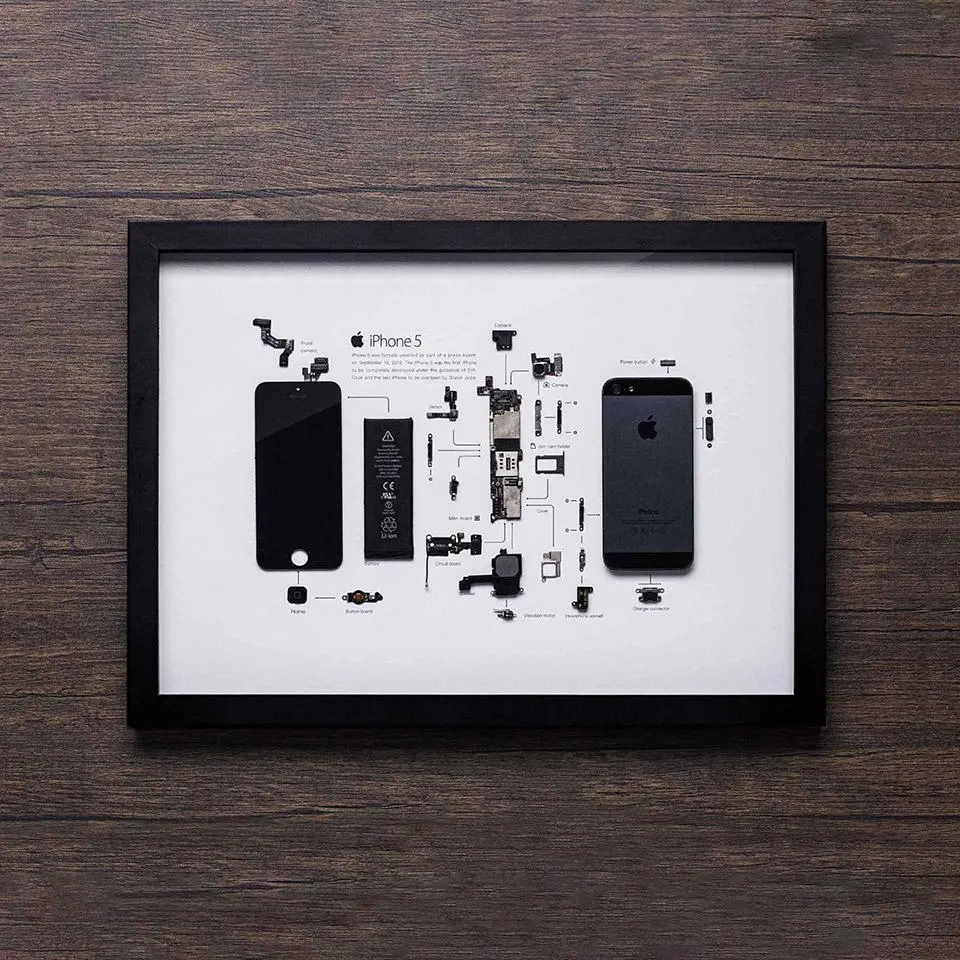 Earpiece
Front
camera
iPhone 5
iPhone 5 was formally unveiled as part of a press event
on September 12, 2012. The iPhone 5 was the first iPhone
to be completely developed under the guidance of Tim
Cook and the last iPhone to be overseen by Steve Jobs
Power button
Camera
Sensor
Sim card holder
CE
Li-ion
iPhone
Cover
Main board
Circuit board
Battery
Home
Button board
Vibration motor
Headphone socket
Charger connector